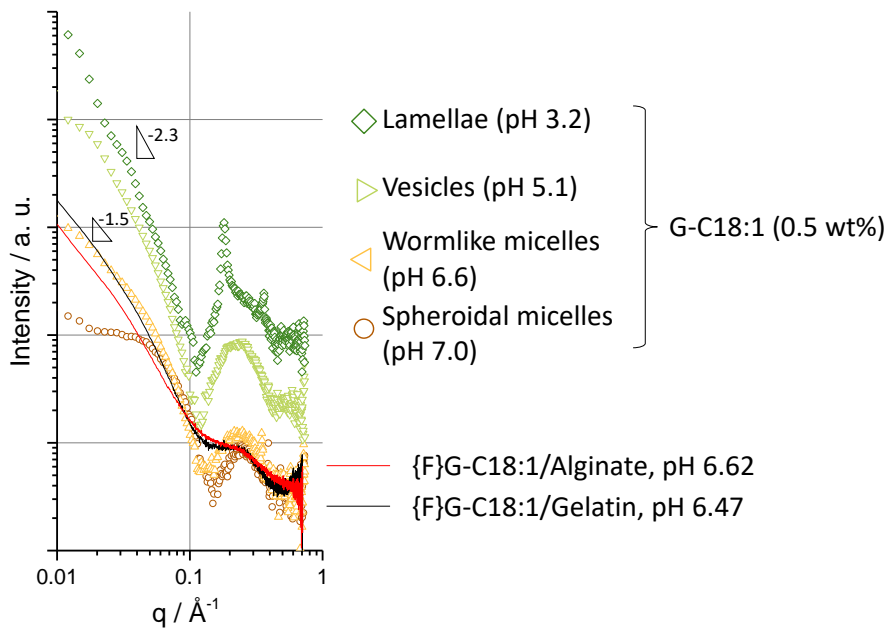 -2.3
-1.5
Intensity / a. u.
0.01
0.1
1
q / Å-1
Lamellae (pH 3.2)
Vesicles (pH 5.1)
Wormlike micelles
(pH 6.6)
Spheroidal micelles
(pH 7.0)
G-C18:1 (0.5 wt%)
{F}G-C18:1/Alginate, pH 6.62
{F}G-C18:1/Gelatin, pH 6.47